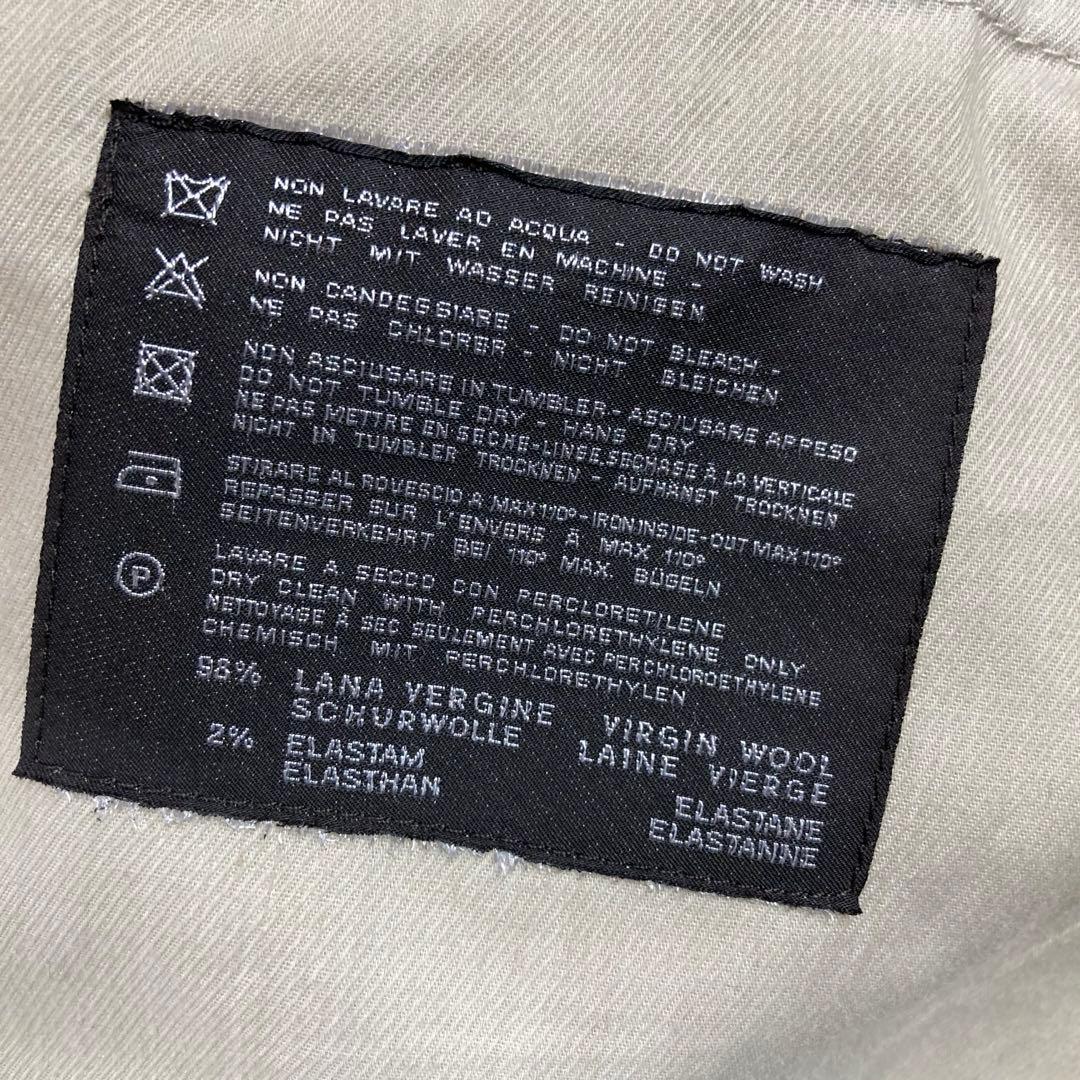 NON LAVARE AD ACQUA - DO NOT WASH
NE PAS LAVER EN MACHINE -
NICHT MIT WASSER REINIGEN
NON CANDEGGIARE - DO NOT BLEACH -
NE PAS CHLORER - NICHT BLEICHEN
NON ASCIUGARE IN TUMBLER - ASCIUGARE APPESO
DO NOT TUMBLE DRY - HANG DRY
NE PAS METTRE EN SECHE-LINGE, SECHAGE À LA VERTICALE
NICHT IN TUMBLER TROCKNEN - AUFHÄNGT TROCKNEN
STIRARE AL ROVESCIO A MAX 110° - IRON INSIDE-OUT MAX 110°
REPASSER SUR L'ENVERS À MAX 110°
SEITENVERKEHRT BEI 110° MAX. BÜGELN
P
LAVARE A SECCO CON PERCLORETILENE
DRY CLEAN WITH PERCHLORETHYLENE ONLY
NETTOYAGE À SEC SEULEMENT AVEC PERCHLOROETHYLENE
CHEMISCH MIT PERCHLORETHYLEN
98% LANA VERGINE VIRGIN WOOL
SCHURWOLLE LAINE VIERGE
2% ELASTAM ELASTANE
ELASTHAN ELASTANNE